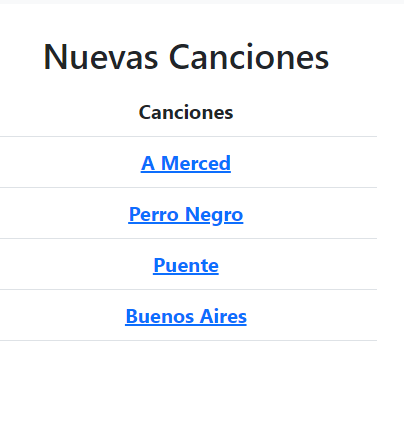 Nuevas Canciones
Canciones
A Merced
Perro Negro
Puente
Buenos Aires